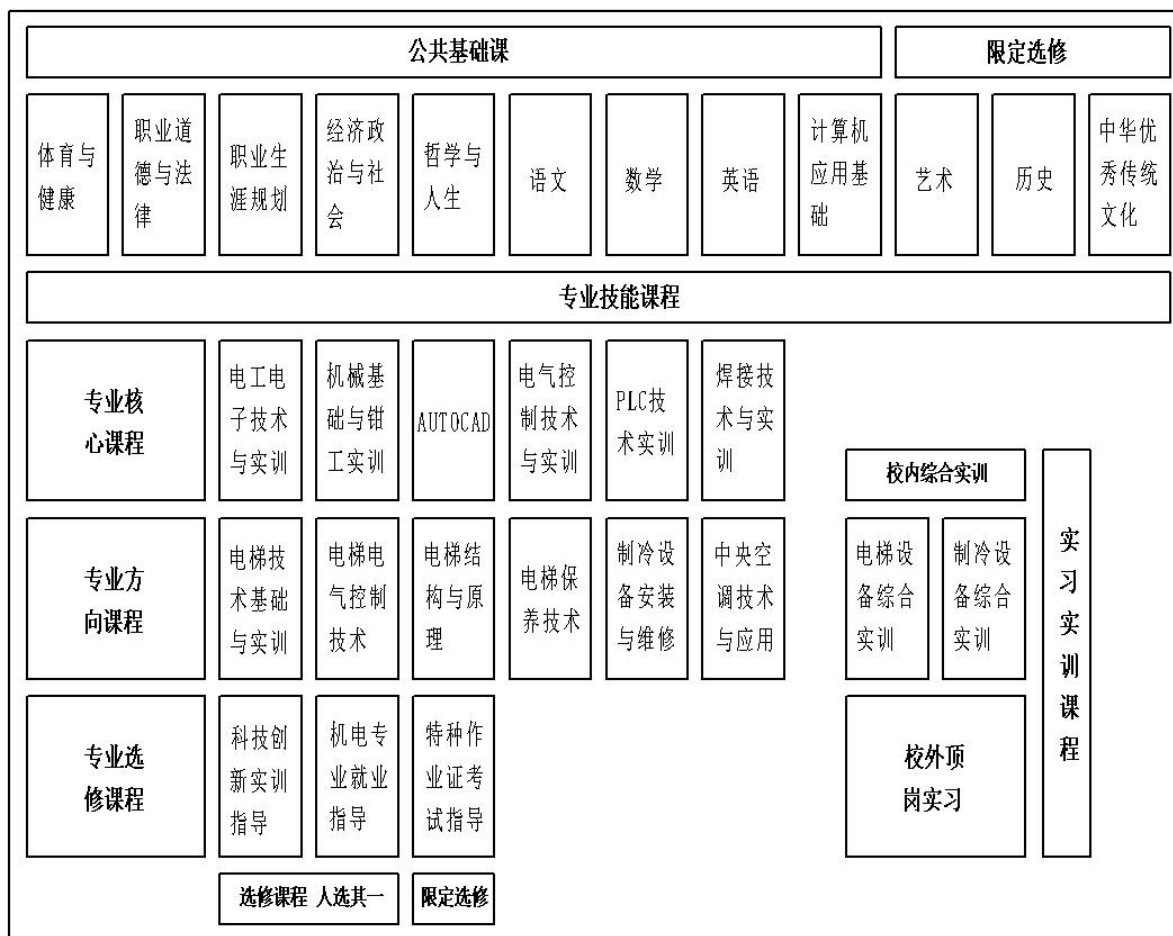 公共基础课
限定选修
体育与
健康
职业道
德与法
律
职业生
涯规划
经济政
治与社
会
哲学与
人生
语文
数学
英语
计算机
应用基
础
艺术
历史
中华优
秀传统
文化
专业技能课程
专业核
心课程
电工电
子技术
与实训
机械基
础与钳
工实训
AUTOCAD
电气控
制技术
与实训
PLC技
术实训
焊接技
术与实
训
校内综合实训
实习实训课程
专业方
向课程
电梯技
术基础
与实训
电梯电
气控制
技术
电梯结
构与原
理
电梯保
养技术
制冷设
备安装
与维修
中央空
调技术
与应用
电梯设
备综合
实训
制冷设
备综合
实训
专业选
修课程
科技创
新实训
指导
机电专
业就业
指导
特种作
业证考
试指导
校外顶
岗实习
选修课程 人选其一
限定选修